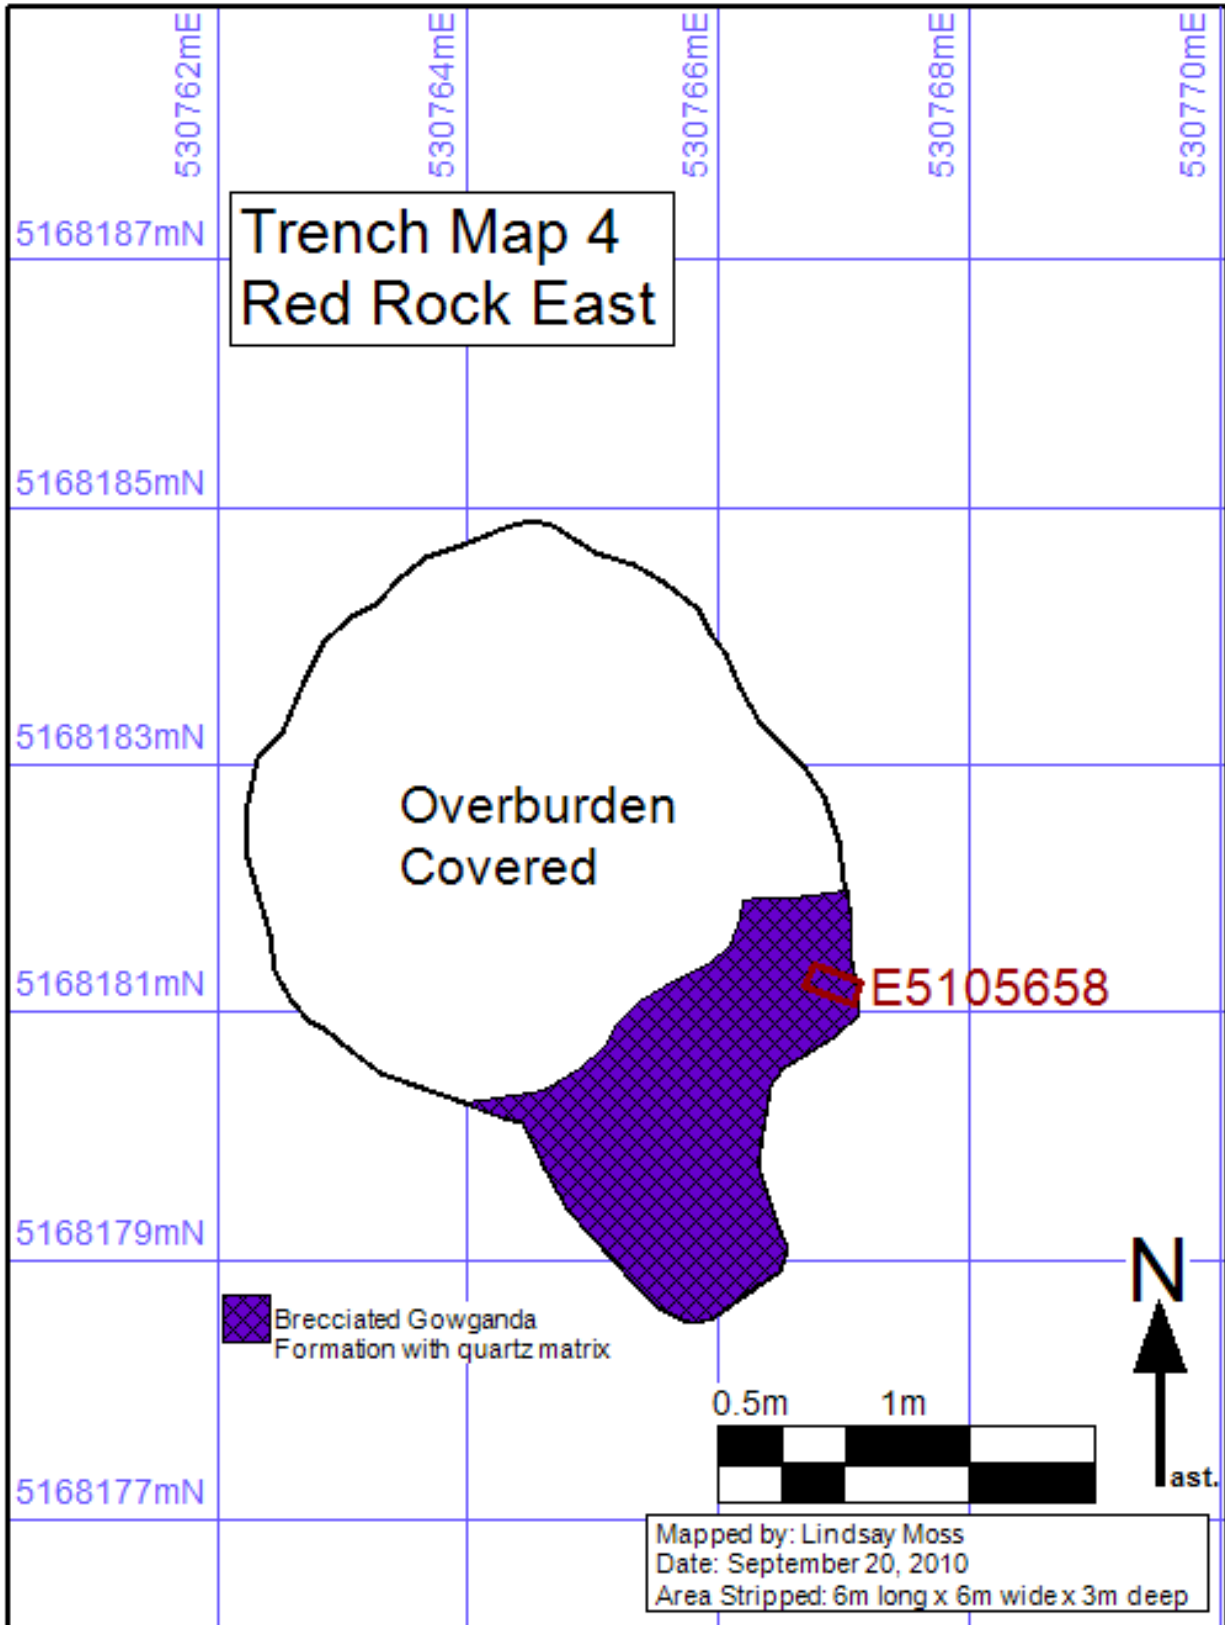 530762mE
530764mE
530766mE
530768mE
530770mE
Trench Map 4
Red Rock East
5168187mN
5168185mN
5168183mN
Overburden
Covered
5168181mN
E5105658
5168179mN
N
Brecciated Gowganda
Formation with quartz matrix
0.5m 1m
ast.
5168177mN
Mapped by: Lindsay Moss
Date: September 20, 2010
Area Stripped: 6m long x 6m wide x 3m deep